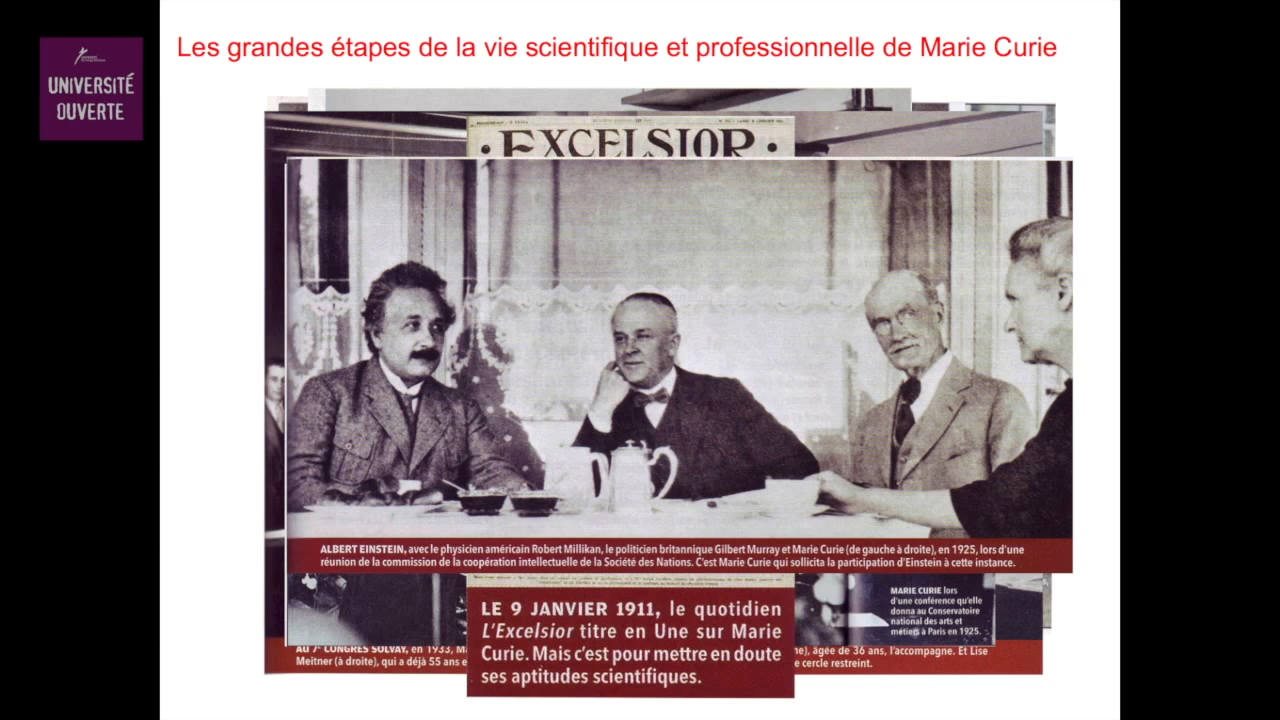 UNIVERSITÉ
OUVERTE
Les grandes étapes de la vie scientifique et professionnelle de Marie Curie
• EXCELSIOR •
ALBERT EINSTEIN, avec le physicien américain Robert Millikan, le politicien britannique Gilbert Murray et Marie Curie (de gauche à droite), en 1925, lors d'une
réunion de la commission de la coopération intellectuelle de la Société des Nations. C'est Marie Curie qui sollicita la participation d'Einstein à cette instance.
MARIE CURIE lors
d'une conférence qu'elle
donna au Conservatoire
national des arts et
métiers à Paris en 1925.
LE 9 JANVIER 1911, le quotidien
L'Excelsior titre en Une sur Marie
Curie. Mais c'est pour mettre en doute
ses aptitudes scientifiques.
AU 7e CONGRÈS SOLVAY, en 1933,
Meitner (à droite), qui a déjà 55 ans
âgée de 36 ans, l'accompagne. Et Lise
cercle restreint.